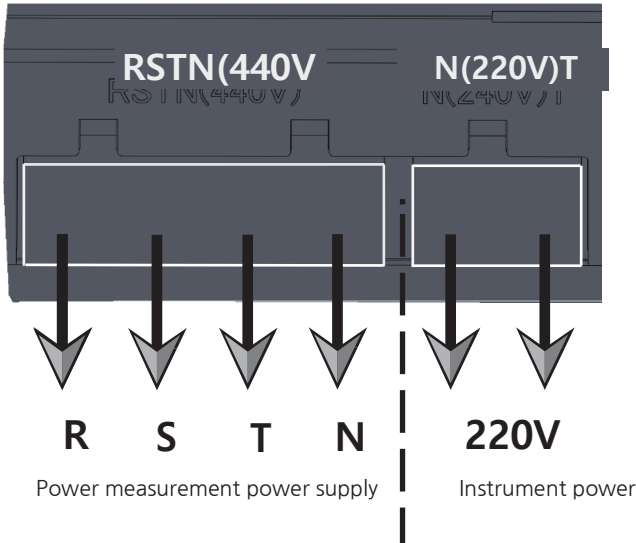 RSTN(440V
N(220V)T
RSTN(440V)
N(240V)T
R S T N
220V
Power measurement power supply
Instrument power